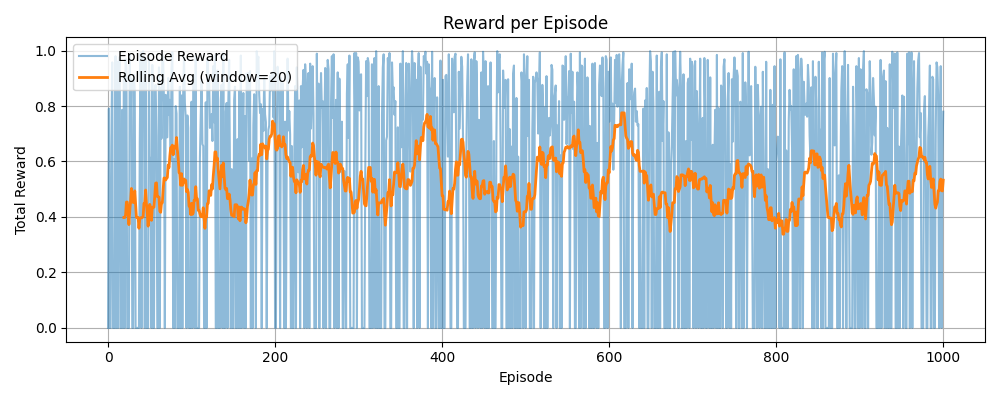 Reward per Episode
Episode Reward
Rolling Avg (window=20)
Total Reward
1.0
0.8
0.6
0.4
0.2
0.0
0 200 400 600 800 1000
Episode